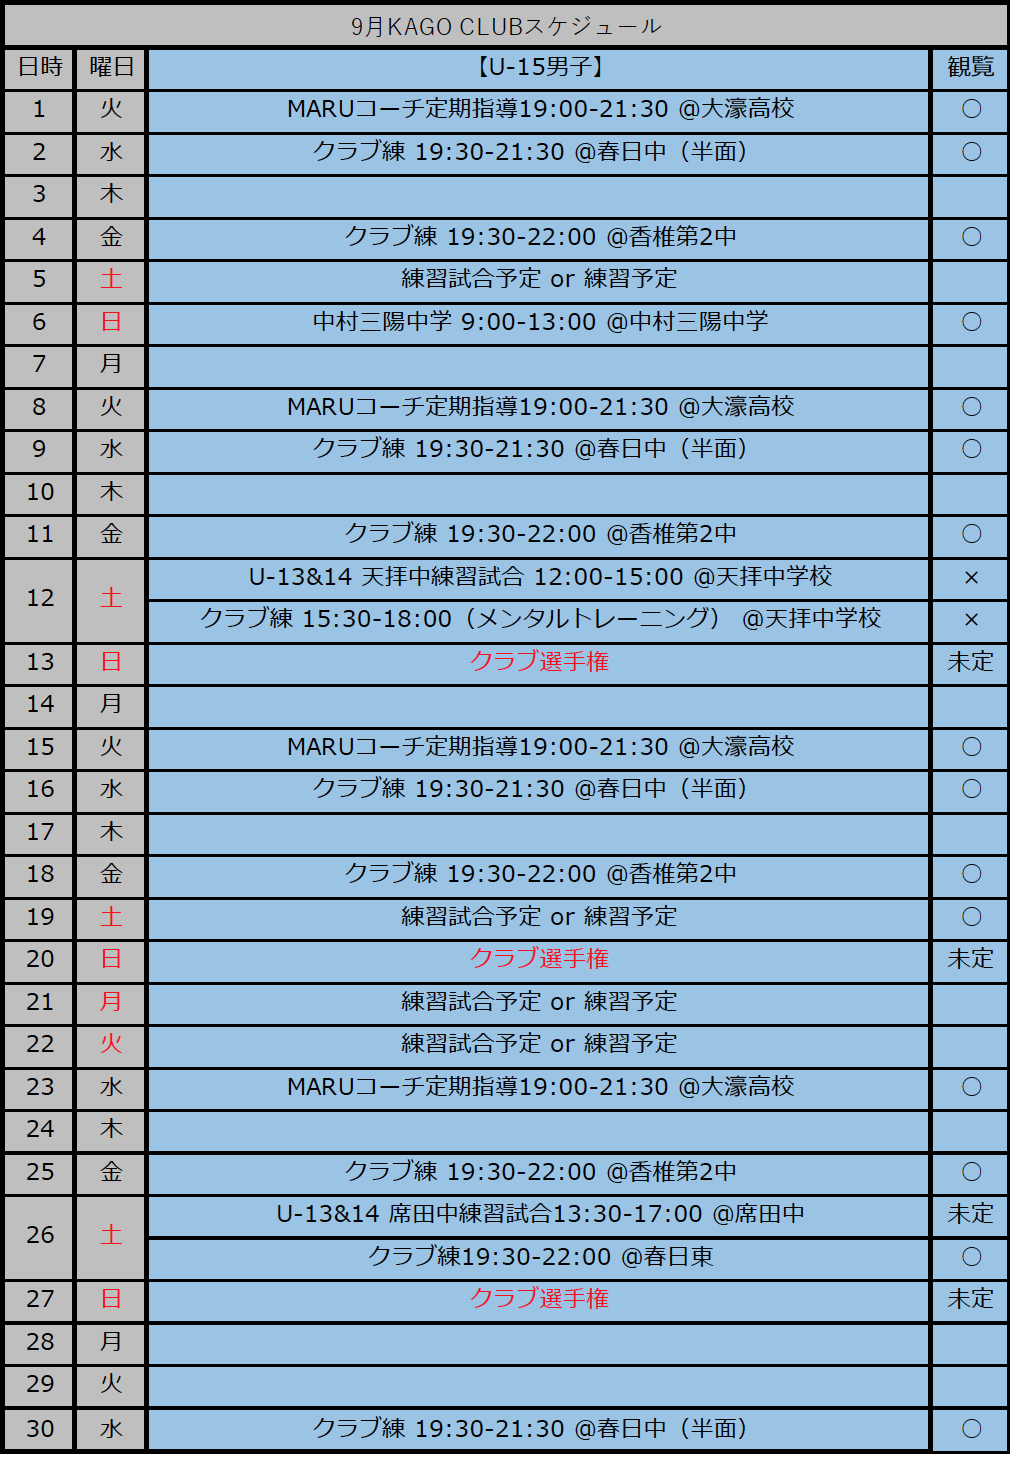 9月KAGO CLUBスケジュール
日時 曜日 【U-15男子】 観覧
1 火 MARUコーチ定期指導19:00-21:30 @大濠高校 〇
2 水 クラブ練 19:30-21:30 @春日中（半面） 〇
3 木
4 金 クラブ練 19:30-22:00 @香椎第2中 〇
5 土 練習試合予定 or 練習予定
6 日 中村三陽中学 9:00-13:00 @中村三陽中学 〇
7 月
8 火 MARUコーチ定期指導19:00-21:30 @大濠高校 〇
9 水 クラブ練 19:30-21:30 @春日中（半面） 〇
10 木
11 金 クラブ練 19:30-22:00 @香椎第2中 〇
12 土 U-13&14 天拝中練習試合 12:00-15:00 @天拝中学校 ×
クラブ練 15:30-18:00（メンタルトレーニング） @天拝中学校 ×
13 日 クラブ選手権 未定
14 月
15 火 MARUコーチ定期指導19:00-21:30 @大濠高校 〇
16 水 クラブ練 19:30-21:30 @春日中（半面） 〇
17 木
18 金 クラブ練 19:30-22:00 @香椎第2中 〇
19 土 練習試合予定 or 練習予定 〇
20 日 クラブ選手権 未定
21 月 練習試合予定 or 練習予定
22 火 練習試合予定 or 練習予定
23 水 MARUコーチ定期指導19:00-21:30 @大濠高校 〇
24 木
25 金 クラブ練 19:30-22:00 @香椎第2中 〇
26 土 U-13&14 席田中練習試合13:30-17:00 @席田中 未定
クラブ練19:30-22:00 @春日東 〇
27 日 クラブ選手権 未定
28 月
29 火
30 水 クラブ練 19:30-21:30 @春日中（半面） 〇